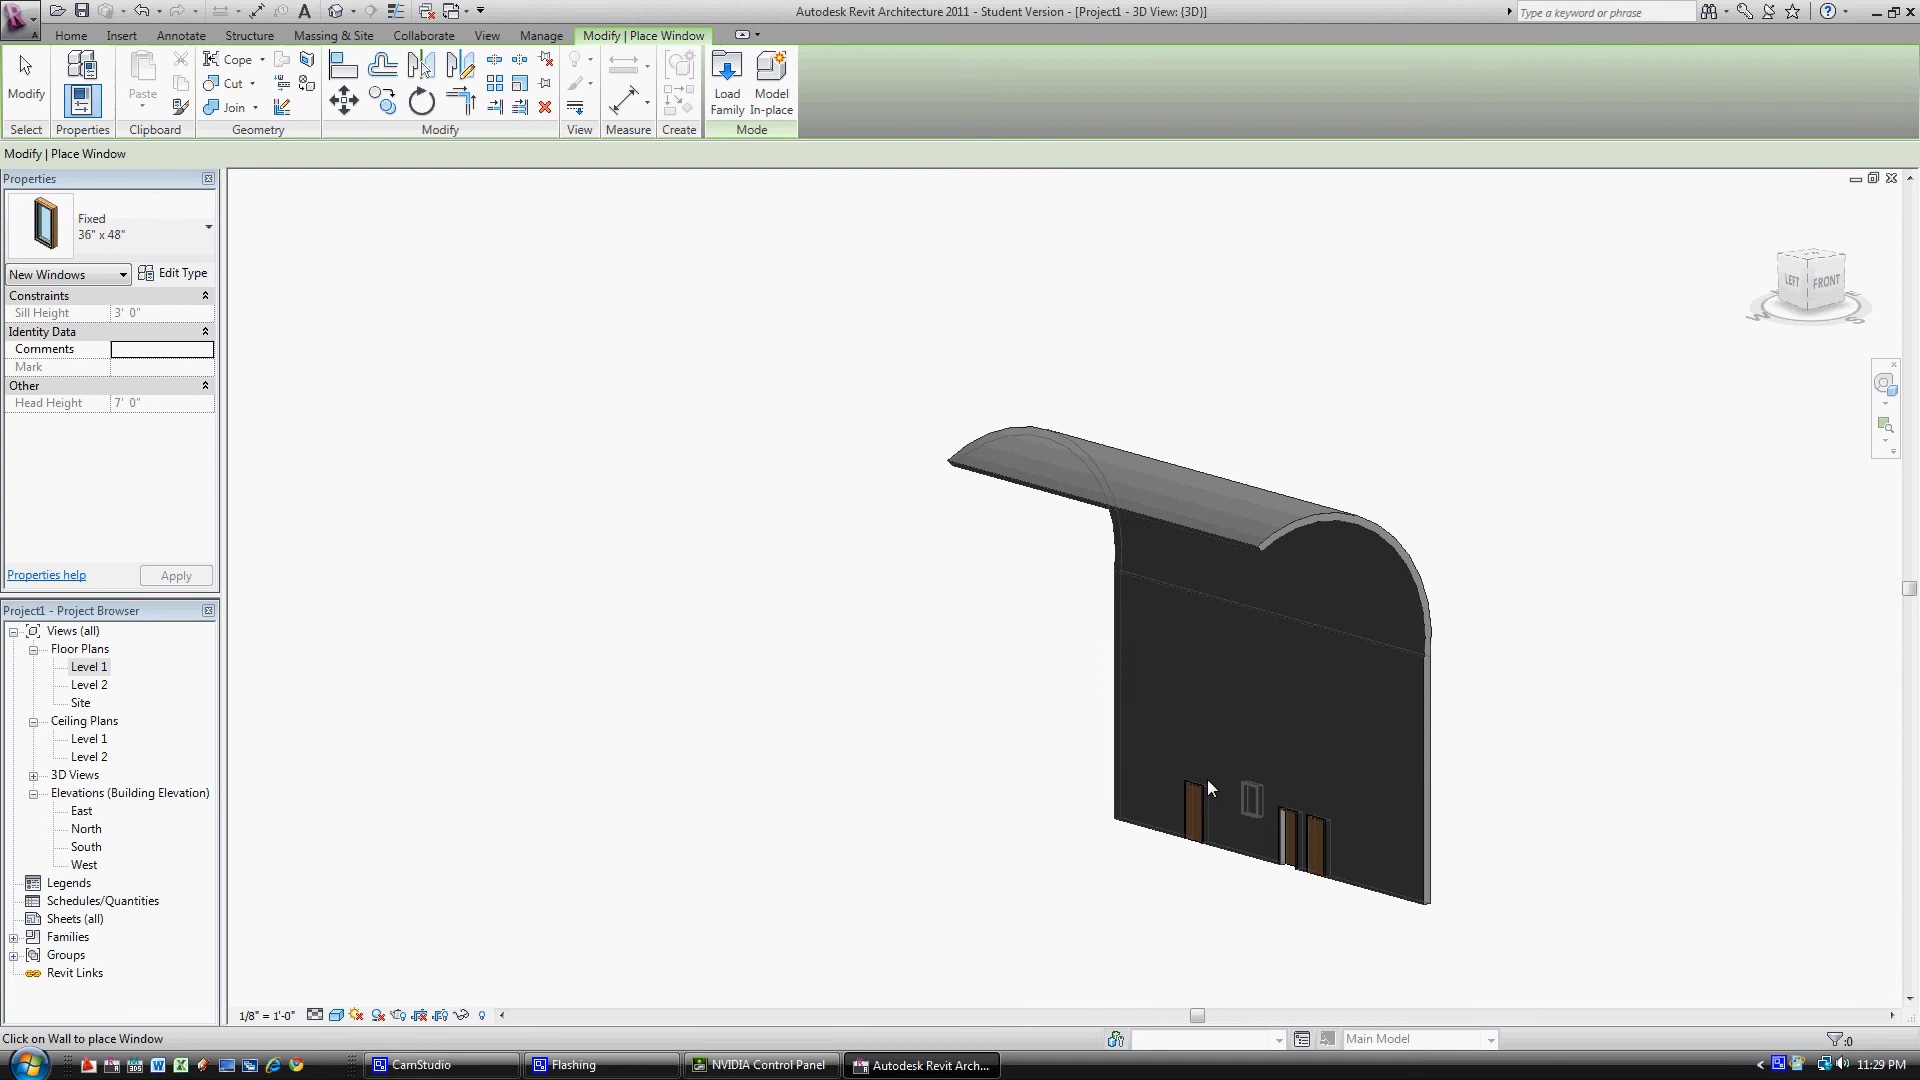 Autodesk Revit Architecture 2011 - Student Version - [Project1 - 3D View: {3D}]
Type a keyword or phrase
Home
Insert
Annotate
Structure
Massing & Site
Collaborate
View
Manage
Modify | Place Window
Modify
Paste
Cope
Cut
Join
Load
Family
Model
In-place
Select
Properties
Clipboard
Geometry
Modify
View
Measure
Create
Mode
Modify | Place Window
Properties
Fixed
36" x 48"
New Windows
Edit Type
Constraints
Sill Height
3' 0"
Identity Data
Comments
Mark
Other
Head Height
7' 0"
Properties help
Apply
Project1 - Project Browser
Views (all)
Floor Plans
Level 1
Level 2
Site
Ceiling Plans
Level 1
Level 2
3D Views
Elevations (Building Elevation)
East
North
South
West
Legends
Schedules/Quantities
Sheets (all)
Families
Groups
Revit Links
LEFT
FRONT
W
S
1/8" = 1'-0"
Click on Wall to place Window
Main Model
:0
CamStudio
Flashing
NVIDIA Control Panel
Autodesk Revit Arch...
11:29 PM